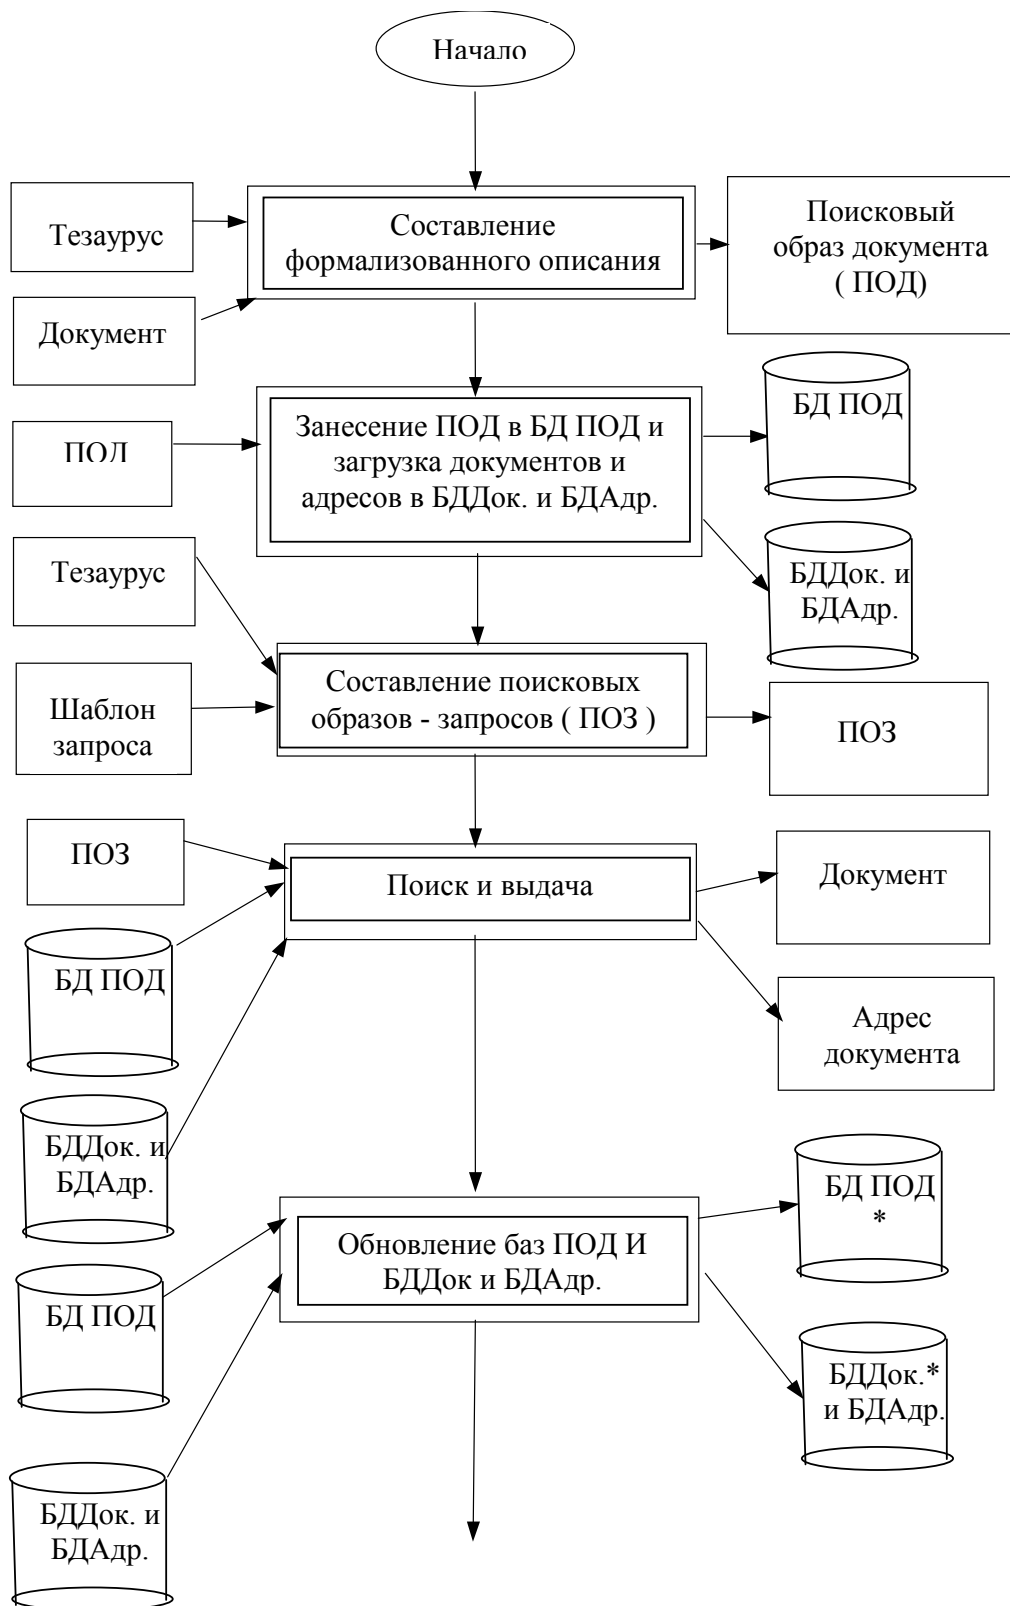 Начало
Тезаурус
Составление
формализованного описания
Поисковый
образ документа
( ПОД)
Документ
ПОД
Занесение ПОД в БД ПОД и
загрузка документов и
адресов в БДДок. и БДАдр.
БД ПОД
БДДок. и
БДАдр.
Тезаурус
Шаблон
запроса
Составление поисковых
образов - запросов ( ПОЗ )
ПОЗ
ПОЗ
Поиск и выдача
Документ
БД ПОД
Адрес
документа
БДДок. и
БДАдр.
БД ПОД
*
Обновление баз ПОД И
БДДок и БДАдр.
БД ПОД
БДДок.*
и БДАдр.
БДДок. и
БДАдр.